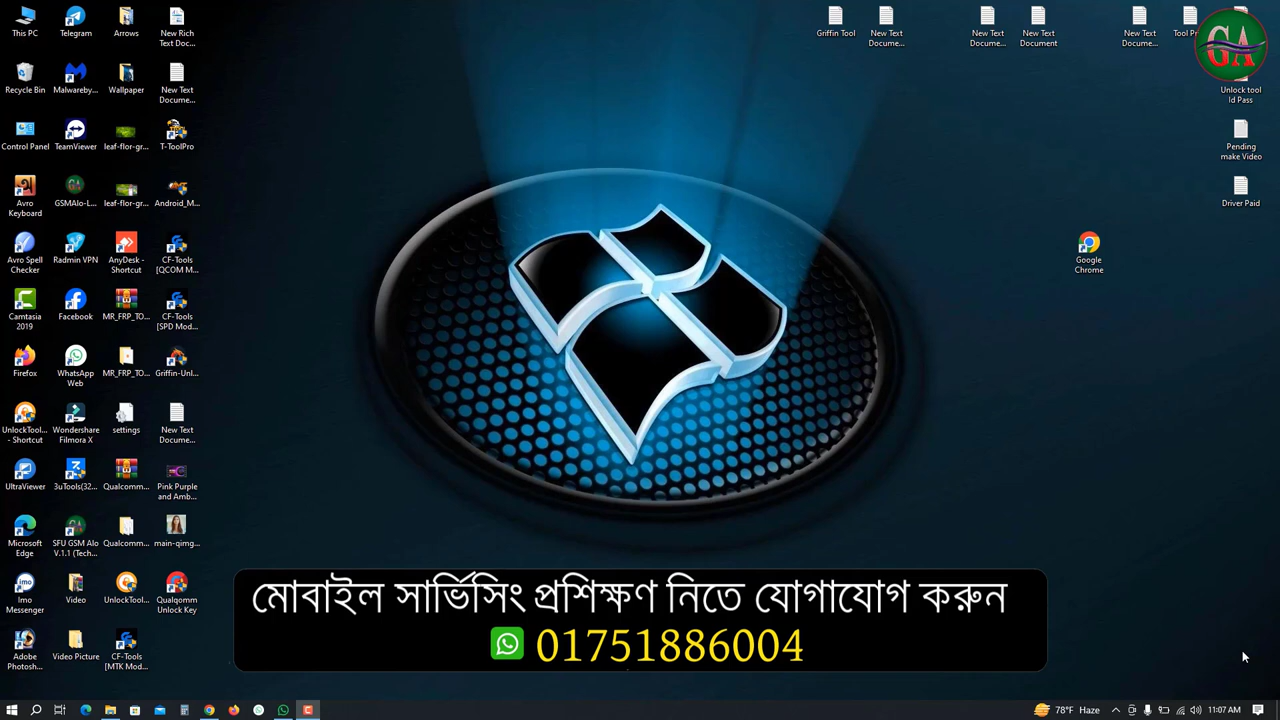 This PC
Telegram
Arrows
New Rich
Text Doc...
Griffin Tool
New Text
Docume...
New Text
Docume...
New Text
Document
New Text
Docume...
Tool Pr
GA
Recycle Bin
Malwareby...
Wallpaper
New Text
Docume...
Unlock tool
Id Pass
Control Panel
TeamViewer
leaf-flor-gr...
T-ToolPro
Pending
make Video
Avro
Keyboard
GSMAlo-L...
leaf-flor-gr...
Android_M...
Driver Paid
Avro Spell
Checker
Radmin VPN
AnyDesk -
Shortcut
CF-Tools
[QCOM M...
Google
Chrome
Camtasia
2019
Facebook
MR_FRP_TO...
CF-Tools
[SPD Mod...
Firefox
WhatsApp
Web
MR_FRP_TO...
Griffin-Unl...
UnlockTool...
- Shortcut
Wondershare
Filmora X
settings
New Text
Docume...
UltraViewer
3uTools(32...
Qualcomm...
Pink Purple
and Amb...
Microsoft
Edge
SFU GSM Alo
V.1.1 (Tech...
Qualcomm...
main-qimg...
Imo
Messenger
Video
UnlockTool...
Qualgomm
Unlock Key
Adobe
Photosh...
Video Picture
CF-Tools
[MTK Mod...
মোবাইল সার্ভিসিং প্রশিক্ষণ নিতে যোগাযোগ করুন
01751886004
78°F Haze
11:07 AM